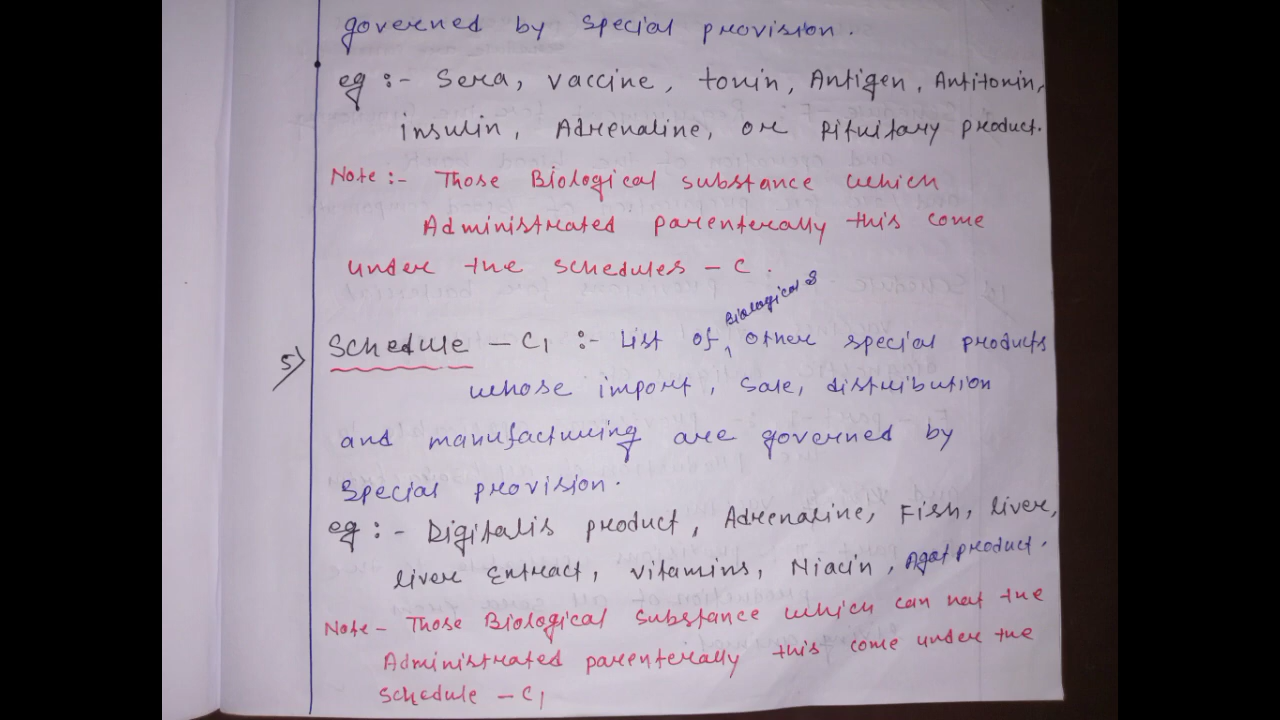 governed by special provision.
eg :- Sera, vaccine, toxin, Antigen, Antitoxin,
insulin, Adrenaline, or Pituitary product.
Note :- Those Biological substance which
Administrated parenterally this come
under the schedules - C.
5) Schedule - C1 :- List of Biological & other special products
whose import, sale, distribution
and manufacturing are governed by
special provision.
eg :- Digitalis product, Adrenaline, Fish, liver,
liver Extract, vitamins, Niacin, Agat product.
Note - Those Biological Substance which can not the
Administrated parenterally this come under the
Schedule - C1